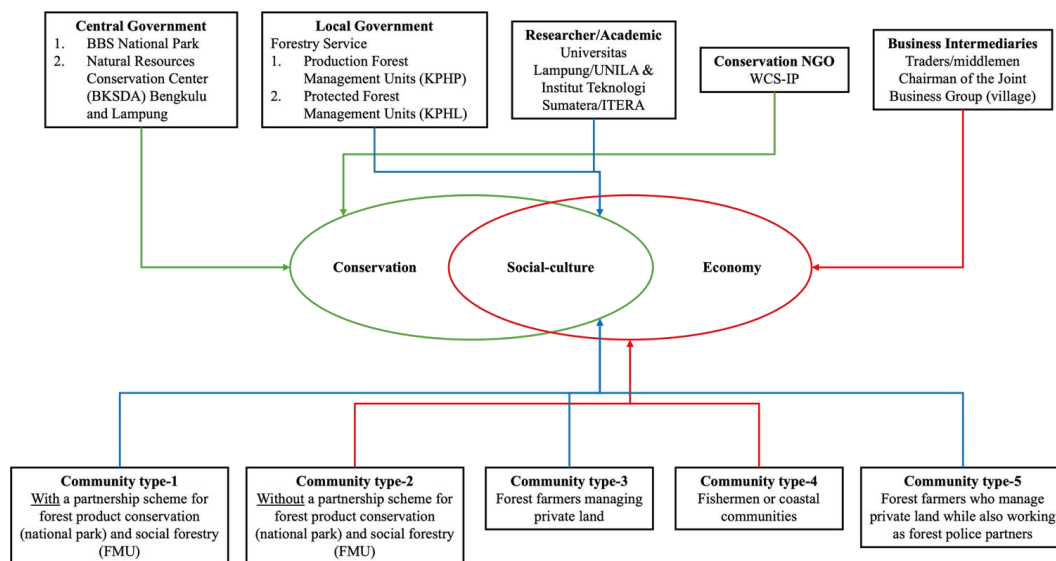 Central Government
1. BBS National Park
2. Natural Resources
Conservation Center
(BKSDA) Bengkulu
and Lampung
Local Government
Forestry Service
1. Production Forest
Management Units (KPHP)
2. Protected Forest
Management Units (KPHL)
Researcher/Academic
Universitas
Lampung/UNILA &
Institut Teknologi
Sumatera/ITERA
Conservation NGO
WCS-IP
Business Intermediaries
Traders/middlemen
Chairman of the Joint
Business Group (village)
Conservation
Social-culture
Economy
Community type-1
With a partnership scheme for
forest product conservation
(national park) and social forestry
(FMU)
Community type-2
Without a partnership scheme for
forest product conservation
(national park) and social forestry
(FMU)
Community type-3
Forest farmers managing
private land
Community type-4
Fishermen or coastal
communities
Community type-5
Forest farmers who manage
private land while also working
as forest police partners